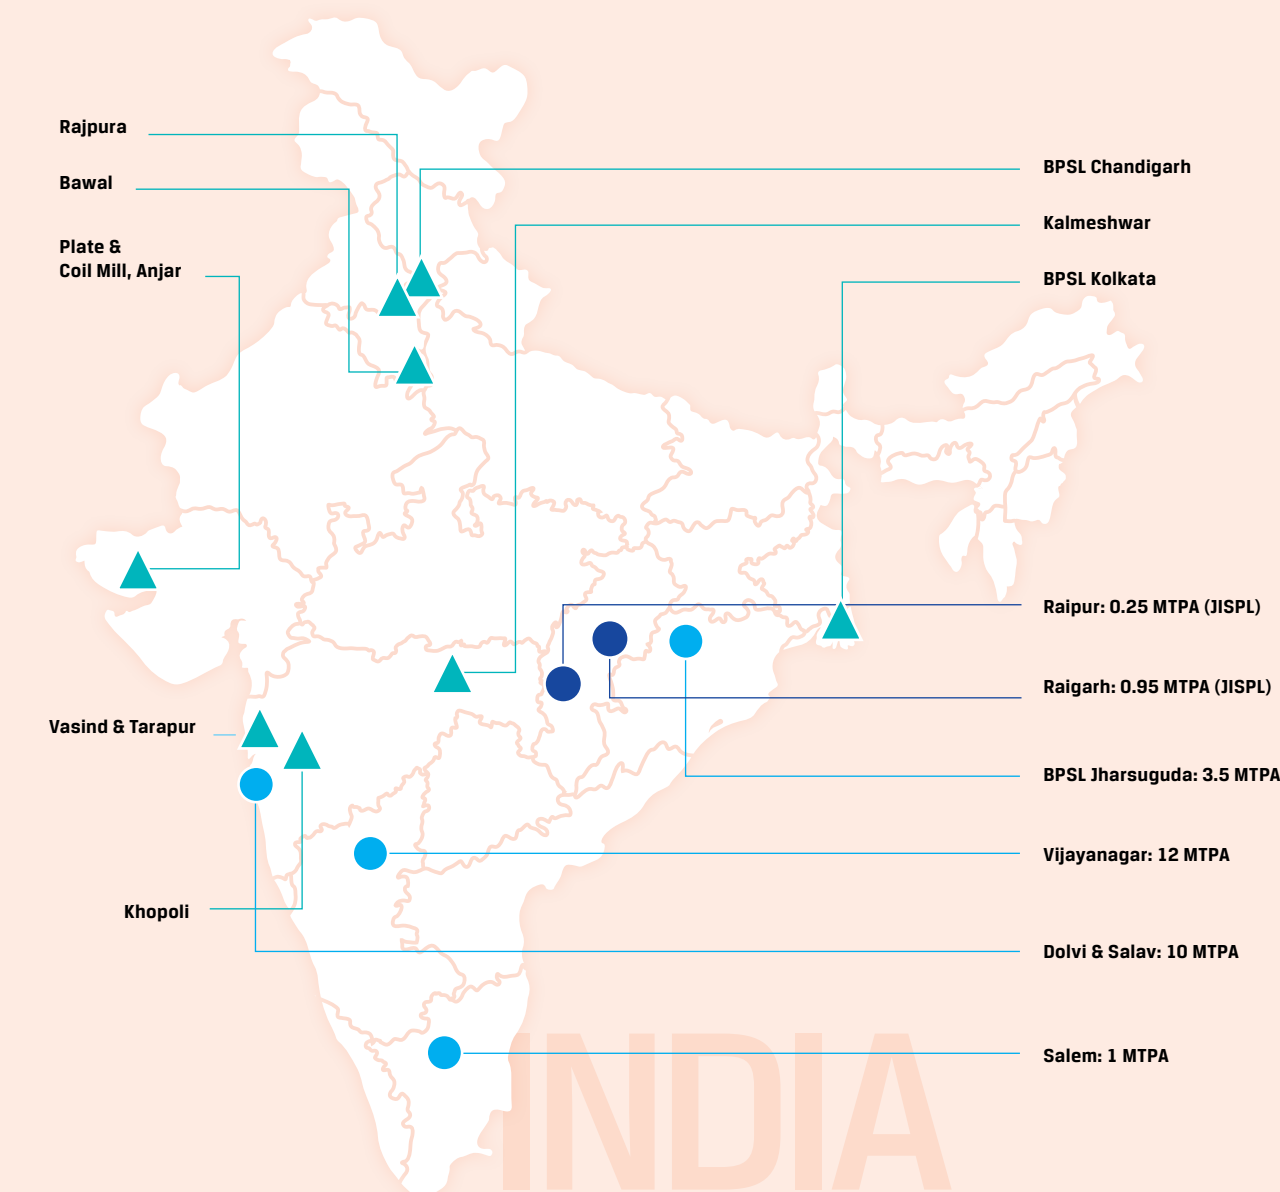 Rajpura
Bawal
Plate &
Coil Mill, Anjar
Vasind & Tarapur
Khopoli
BPSL Chandigarh
Kalmeshwar
BPSL Kolkata
Raipur: 0.25 MTPA (JISPL)
Raigarh: 0.95 MTPA (JISPL)
BPSL Jharsuguda: 3.5 MTPA
Vijayanagar: 12 MTPA
Dolvi & Salav: 10 MTPA
Salem: 1 MTPA
INDIA